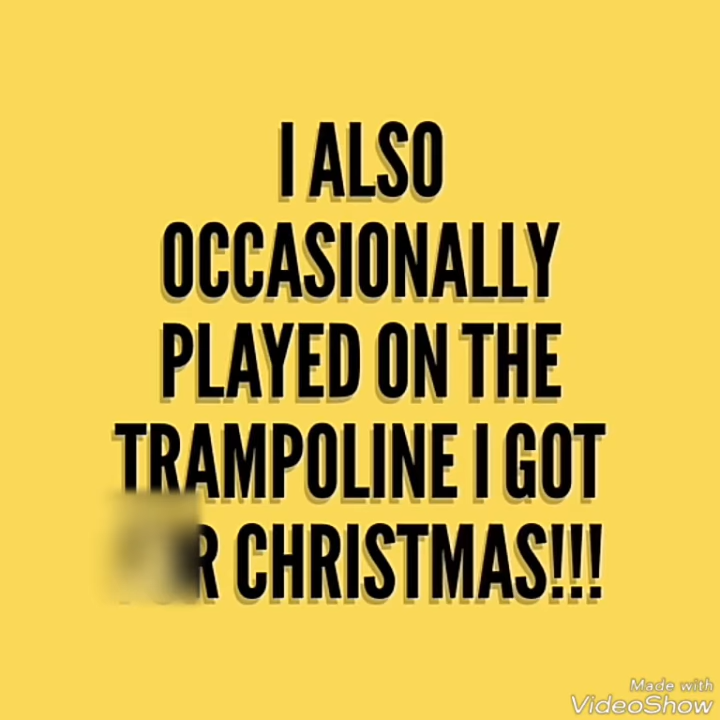 I ALSO
OCCASIONALLY
PLAYED ON THE
TRAMPOLINE I GOT
CHRISTMAS!!!
Made with
VideoShow